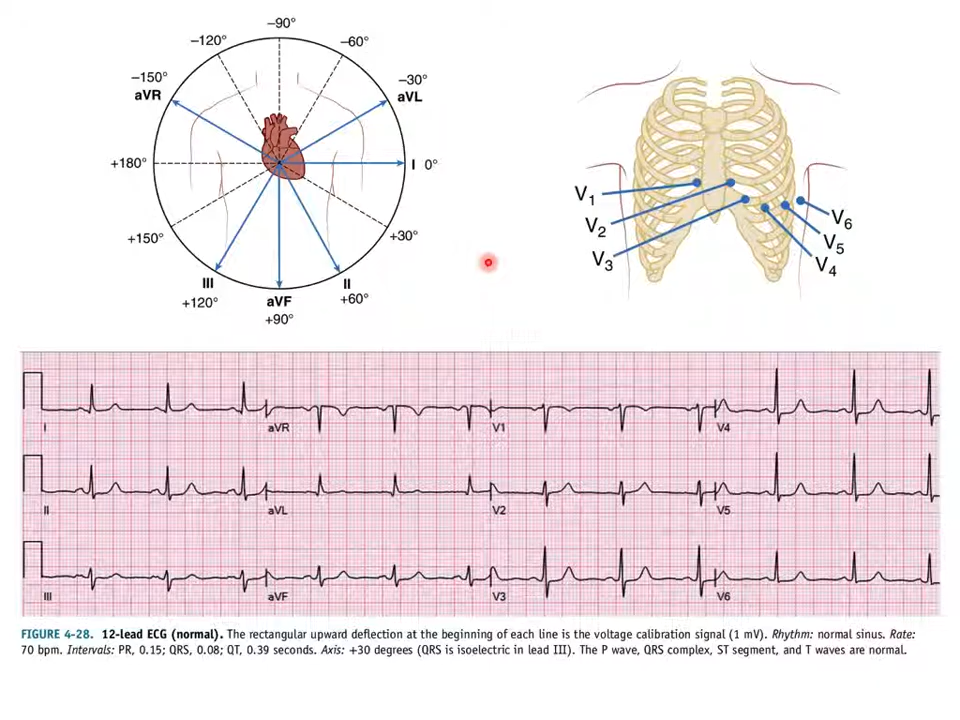 −90°
−120°
−60°
−150°
aVR
−30°
aVL
+180°
I 0°
+150°
+30°
III
+120°
aVF
+90°
II
+60°
V1
V2
V3
V6
V5
V4
I
aVR
V1
V4
II
aVL
V2
V5
III
aVF
V3
V6
FIGURE 4-28. 12-lead ECG (normal). The rectangular upward deflection at the beginning of each line is the voltage calibration signal (1 mV). Rhythm: normal sinus. Rate:
70 bpm. Intervals: PR, 0.15; QRS, 0.08; QT, 0.39 seconds. Axis: +30 degrees (QRS is isoelectric in lead III). The P wave, QRS complex, ST segment, and T waves are normal.